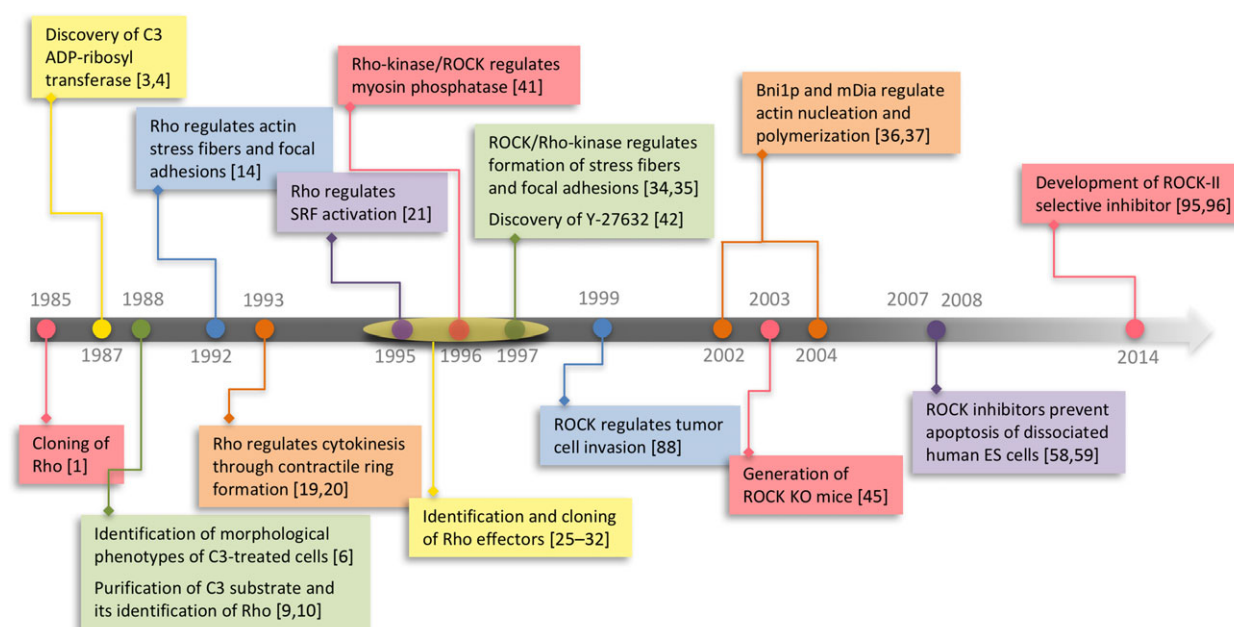 Discovery of C3
ADP-ribosyl
transferase [3,4]
Rho regulates actin
stress fibers and focal
adhesions [14]
Rho regulates
SRF activation [21]
Rho-kinase/ROCK regulates
myosin phosphatase [41]
ROCK/Rho-kinase regulates
formation of stress fibers
and focal adhesions [34,35]
Discovery of Y-27632 [42]
Bni1p and mDia regulate
actin nucleation and
polymerization [36,37]
Development of ROCK-II
selective inhibitor [95,96]
1985
1988
1993
1999
2003
2007
2008
1987
1992
1995
1996
1997
2002
2004
2014
Cloning of
Rho [1]
Identification of morphological
phenotypes of C3-treated cells [6]
Purification of C3 substrate and
its identification of Rho [9,10]
Rho regulates cytokinesis
through contractile ring
formation [19,20]
Identification and cloning
of Rho effectors [25–32]
ROCK regulates tumor
cell invasion [88]
Generation of
ROCK KO mice [45]
ROCK inhibitors prevent
apoptosis of dissociated
human ES cells [58,59]